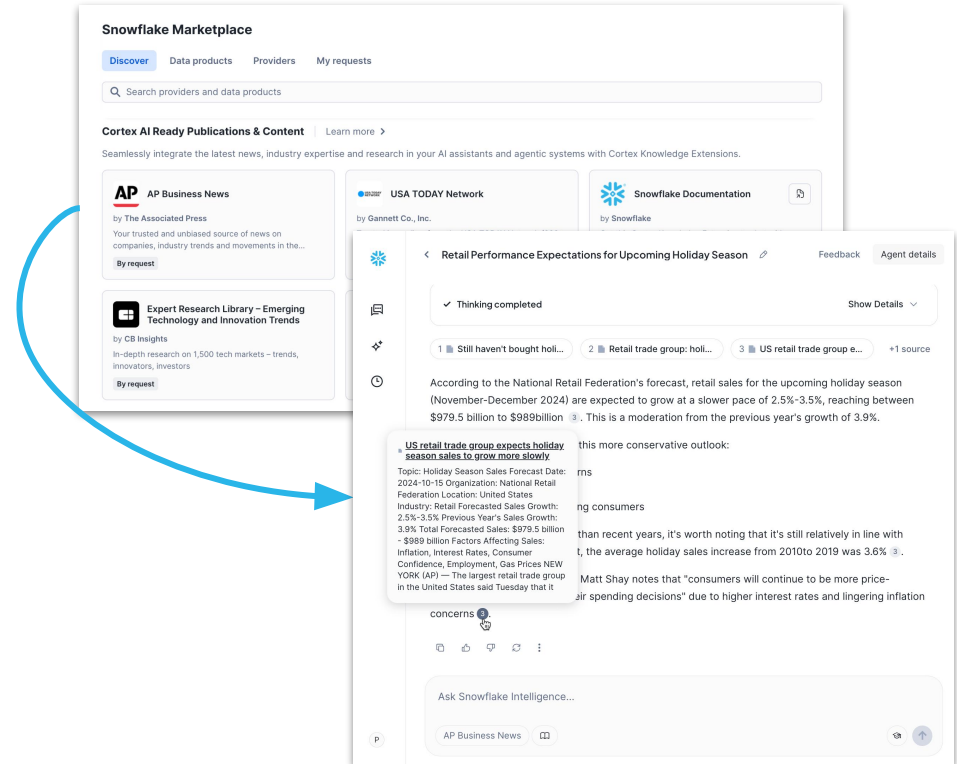 Snowflake Marketplace
Discover
Data products
Providers
My requests
Search providers and data products
Cortex AI Ready Publications & Content
Learn more
Seamlessly integrate the latest news, industry expertise and research in your AI assistants and agentic systems with Cortex Knowledge Extensions.
AP
AP Business News
by The Associated Press
Your trusted and unbiased source of news on
companies, industry trends and movements in the...
By request
USA TODAY Network
by Gannett Co., Inc.
Snowflake Documentation
by Snowflake
Expert Research Library – Emerging
Technology and Innovation Trends
by CB Insights
In-depth research on 1,500 tech markets – trends,
innovators, investors
By request
Retail Performance Expectations for Upcoming Holiday Season
Feedback
Agent details
Thinking completed
Show Details
1 Still haven't bought holi...
2 Retail trade group: holi...
3 US retail trade group e...
+1 source
According to the National Retail Federation's forecast, retail sales for the upcoming holiday season
(November-December 2024) are expected to grow at a slower pace of 2.5%-3.5%, reaching between
$979.5 billion to $989billion 3 . This is a moderation from the previous year's growth of 3.9%.
this more conservative outlook:
rns
ng consumers
than recent years, it's worth noting that it's still relatively in line with
t, the average holiday sales increase from 2010to 2019 was 3.6% 3 .
Matt Shay notes that "consumers will continue to be more price-
eir spending decisions" due to higher interest rates and lingering inflation
concerns 3 .
US retail trade group expects holiday
season sales to grow more slowly
Topic: Holiday Season Sales Forecast Date:
2024-10-15 Organization: National Retail
Federation Location: United States
Industry: Retail Forecasted Sales Growth:
2.5%-3.5% Previous Year's Sales Growth:
3.9% Total Forecasted Sales: $979.5 billion
- $989 billion Factors Affecting Sales:
Inflation, Interest Rates, Consumer
Confidence, Employment, Gas Prices NEW
YORK (AP) — The largest retail trade group
in the United States said Tuesday that it
Ask Snowflake Intelligence...
AP Business News
P